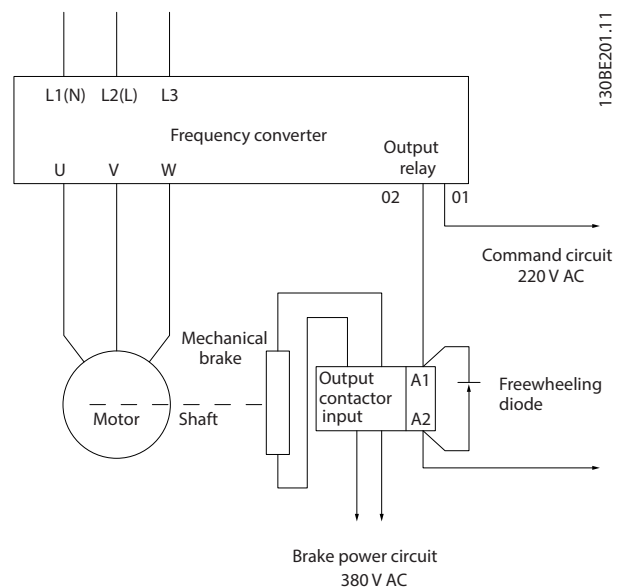 130BE201.11
L1(N) L2(L) L3
Frequency converter
Output
relay
U V W
02 01
Command circuit
220 V AC
Mechanical
brake
Output
contactor
input
A1
A2
Freewheeling
diode
Motor
Shaft
Brake power circuit
380 V AC